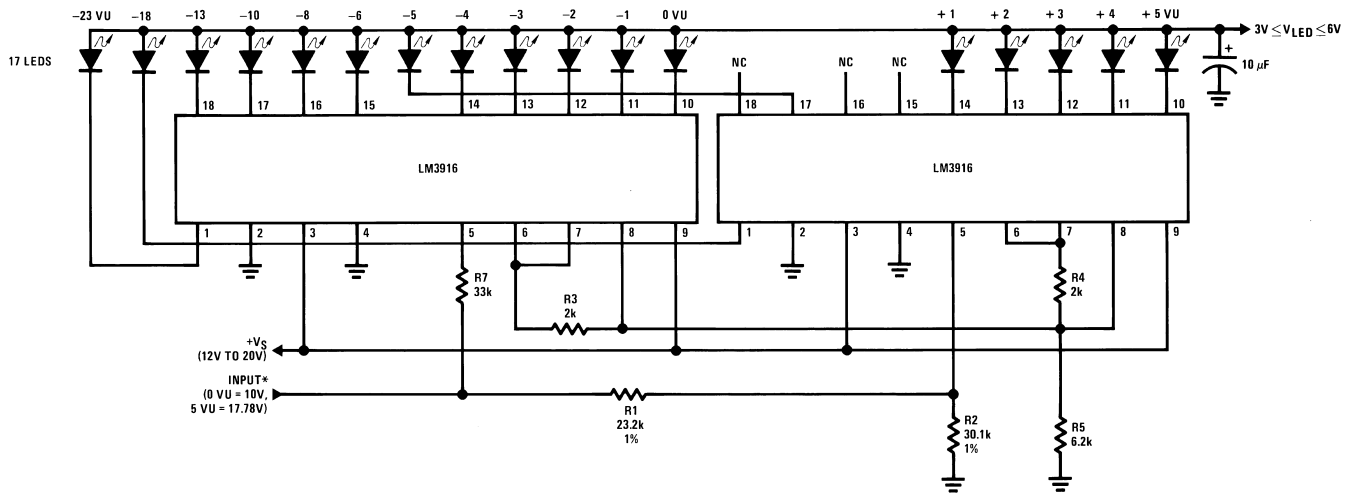 −23 VU −18 −13 −10 −8 −6 −5 −4 −3 −2 −1 0 VU + 1 + 2 + 3 + 4 + 5 VU
3V ≤VLED ≤6V
17 LEDS
NC NC NC
+
10 μF
18 17 16 15 14 13 12 11 10 18 17 16 15 14 13 12 11 10
LM3916 LM3916
1 2 3 4 5 6 7 8 9 1 2 3 4 5 6 7 8 9
R7
33k
R4
2k
R3
2k
+VS
(12V TO 20V)
INPUT*
(0 VU = 10V,
5 VU = 17.78V)
R1
23.2k
1%
R2
30.1k
1%
R5
6.2k